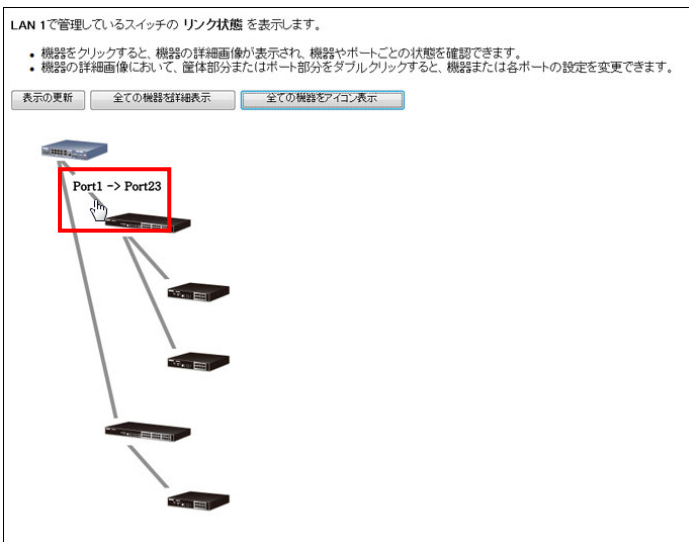 LAN 1で管理しているスイッチの リンク状態 を表示します。
• 機器をクリックすると、機器の詳細画像が表示され、機器やポートごとの状態を確認できます。
• 機器の詳細画像において、筐体部分またはポート部分をダブルクリックすると、機器または各ポートの設定を変更できます。
表示の更新 全ての機器を詳細表示 全ての機器をアイコン表示
Port1 -> Port23